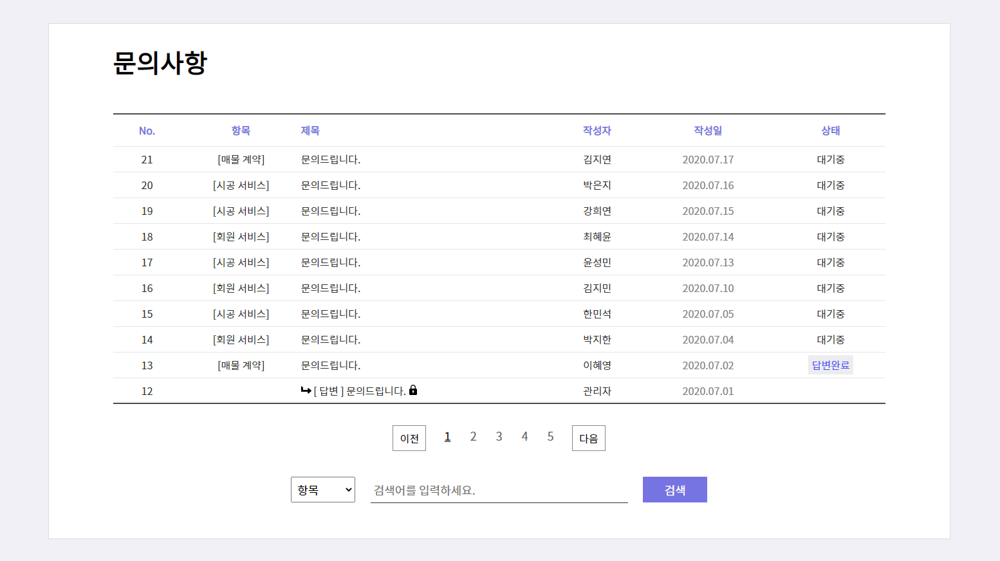 문의사항
No. 항목 제목 작성자 작성일 상태
21 [매물 계약] 문의드립니다. 김지연 2020.07.17 대기중
20 [시공 서비스] 문의드립니다. 박은지 2020.07.16 대기중
19 [시공 서비스] 문의드립니다. 강희연 2020.07.15 대기중
18 [회원 서비스] 문의드립니다. 최혜윤 2020.07.14 대기중
17 [시공 서비스] 문의드립니다. 윤성민 2020.07.13 대기중
16 [회원 서비스] 문의드립니다. 김지민 2020.07.10 대기중
15 [시공 서비스] 문의드립니다. 한민석 2020.07.05 대기중
14 [회원 서비스] 문의드립니다. 박지한 2020.07.04 대기중
13 [매물 계약] 문의드립니다. 이혜영 2020.07.02 답변완료
12 [ 답변 ] 문의드립니다. 관리자 2020.07.01
이전 1 2 3 4 5 다음
항목 검색어를 입력하세요. 검색